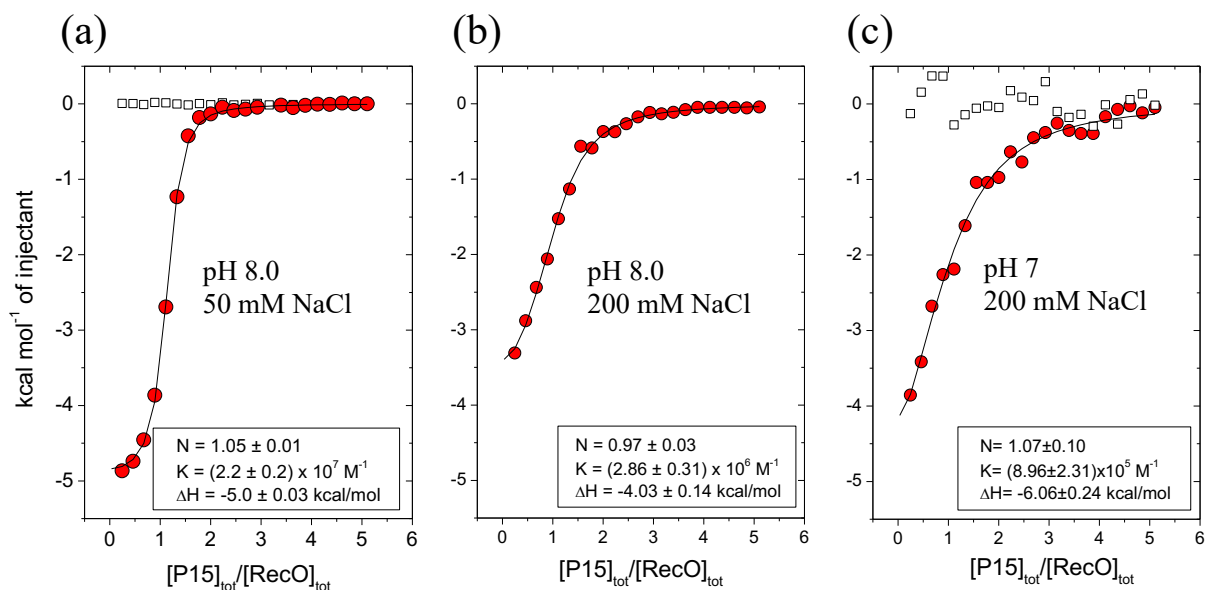 (a)
(b)
(c)
kcal mol⁻¹ of injectant
0
-1
-2
-3
-4
-5
pH 8.0
50 mM NaCl
N = 1.05 ± 0.01
K = (2.2 ± 0.2) x 10⁷ M⁻¹
ΔH = -5.0 ± 0.03 kcal/mol
0 1 2 3 4 5 6
[P15]tot/[RecO]tot
0
-1
-2
-3
-4
-5
pH 8.0
200 mM NaCl
N = 0.97 ± 0.03
K = (2.86 ± 0.31) x 10⁶ M⁻¹
ΔH = -4.03 ± 0.14 kcal/mol
0 1 2 3 4 5 6
[P15]tot/[RecO]tot
0
-1
-2
-3
-4
-5
pH 7
200 mM NaCl
N= 1.07±0.10
K= (8.96±2.31)x10⁵ M⁻¹
ΔH= -6.06±0.24 kcal/mol
0 1 2 3 4 5 6
[P15]tot/[RecO]tot